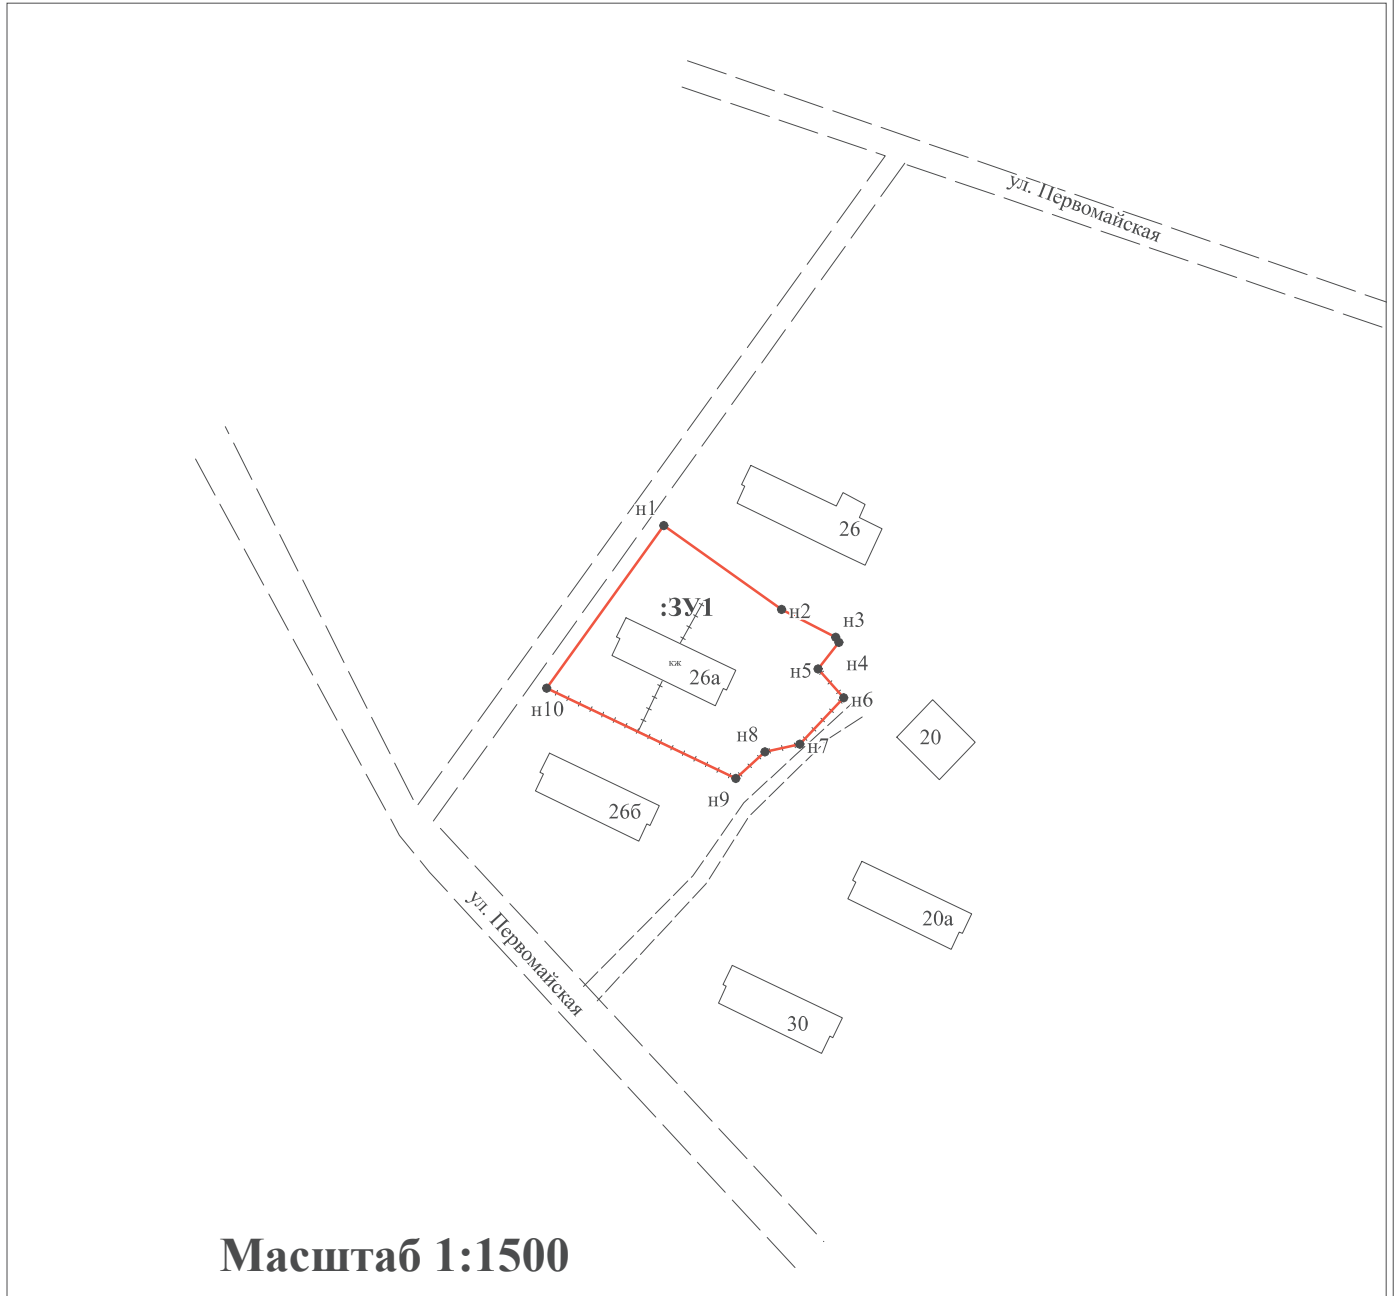 ул. Первомайская
н1
26
:ЗУ1
н2
н3
н4
кж
26а
н5
н6
н10
н8
н7
20
н9
26б
ул. Первомайская
20а
30
Масштаб 1:1500